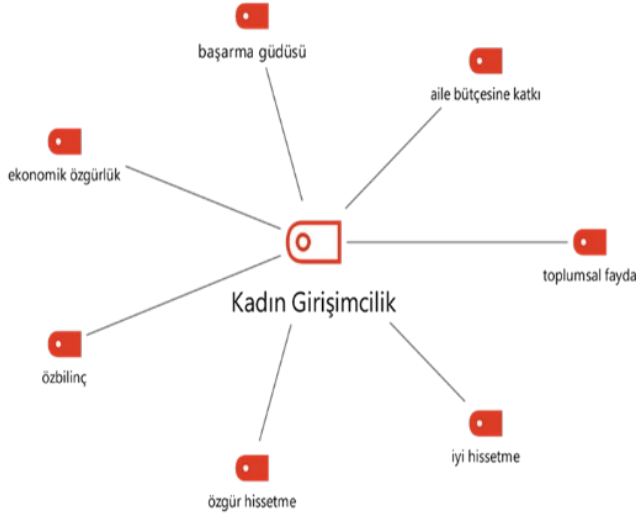 başarma güdüsü
aile bütçesine katkı
ekonomik özgürlük
toplumsal fayda
Kadın Girişimcilik
özbilinç
iyi hissetme
özgür hissetme